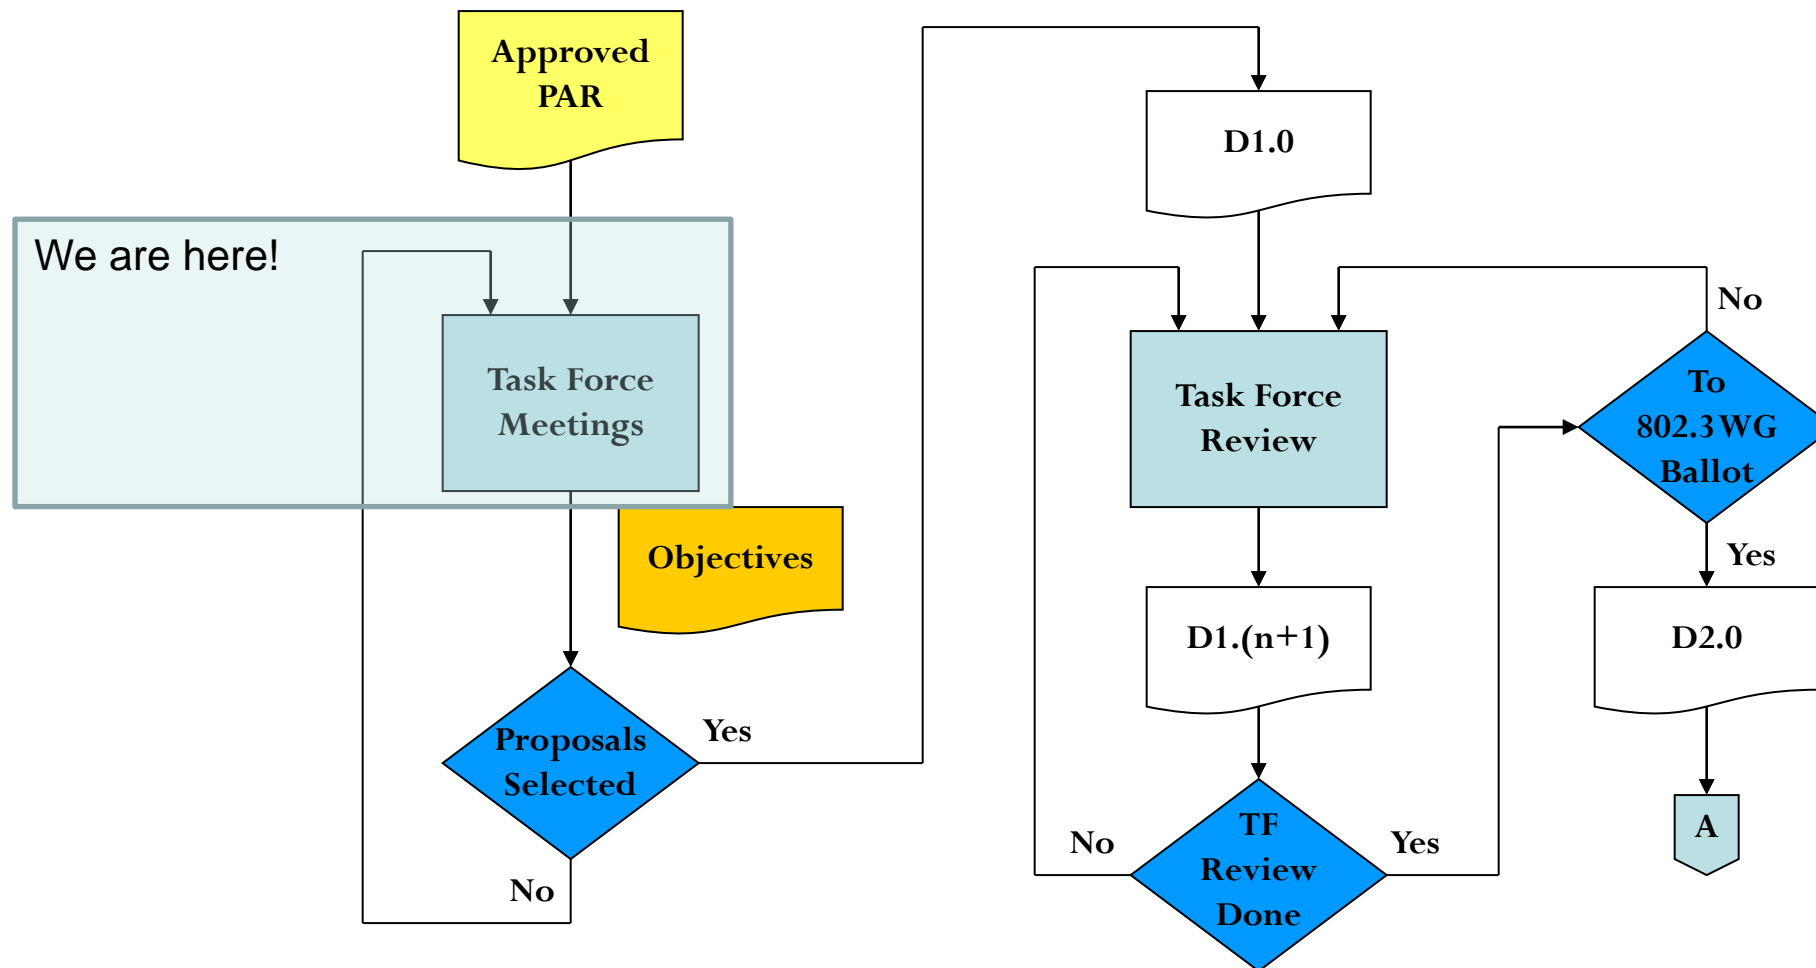 Approved
PAR
We are here!
Task Force
Meetings
Objectives
Proposals
Selected
Yes
No
D1.0
Task Force
Review
D1.(n+1)
TF
Review
Done
No
Yes
To
802.3 WG
Ballot
No
Yes
D2.0
A